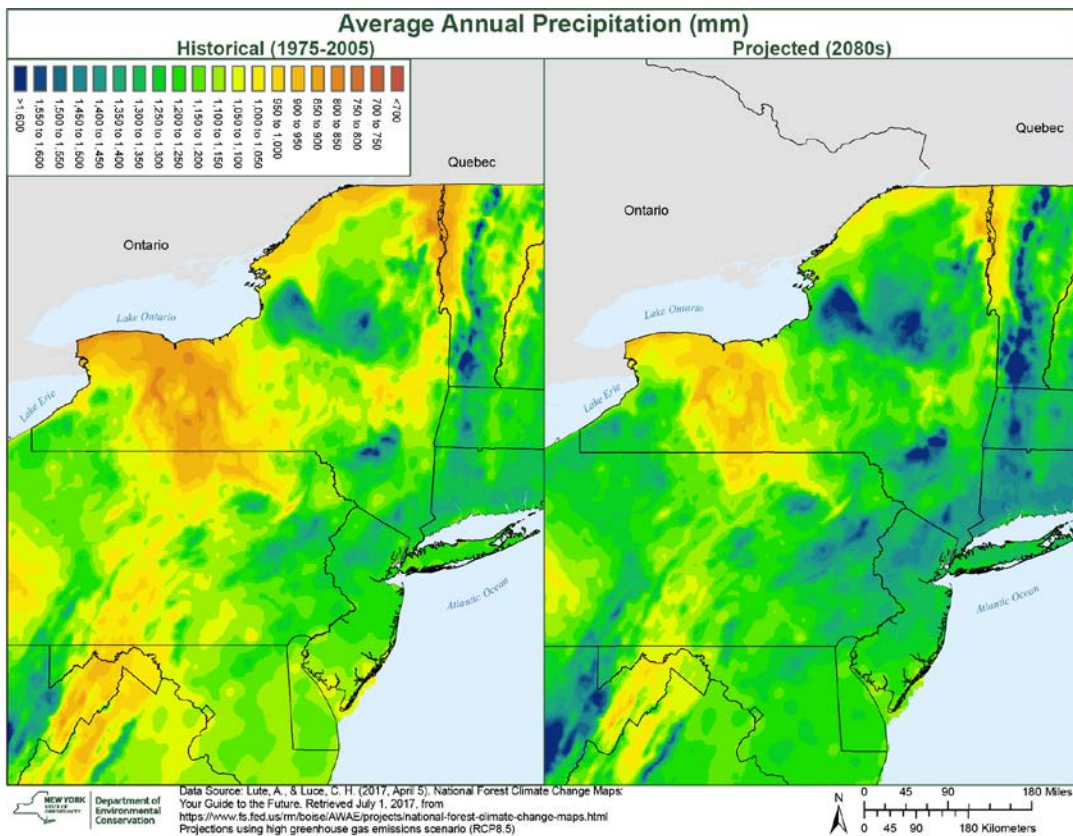 Average Annual Precipitation (mm)
Historical (1975-2005)
Projected (2080s)
>1,600
1,550 to 1,600
1,500 to 1,550
1,450 to 1,500
1,400 to 1,450
1,350 to 1,400
1,300 to 1,350
1,250 to 1,300
1,200 to 1,250
1,150 to 1,200
1,100 to 1,150
1,050 to 1,100
1,000 to 1,050
950 to 1,000
900 to 950
850 to 900
800 to 850
750 to 800
700 to 750
<700
Quebec
Ontario
Lake Ontario
Lake Erie
Atlantic Ocean
Quebec
Ontario
Lake Ontario
Lake Erie
Atlantic Ocean
NEW YORK
STATE OF
OPPORTUNITY
Department of
Environmental
Conservation
Data Source: Lute, A., & Luce, C. H. (2017, April 5). National Forest Climate Change Maps:
Your Guide to the Future. Retrieved July 1, 2017, from
https://www.fs.fed.us/rm/boise/AWAE/projects/national-forest-climate-change-maps.html
Projections using high greenhouse gas emissions scenario (RCP8.5)
N
0 45 90 180 Miles
0 45 90 180 Kilometers